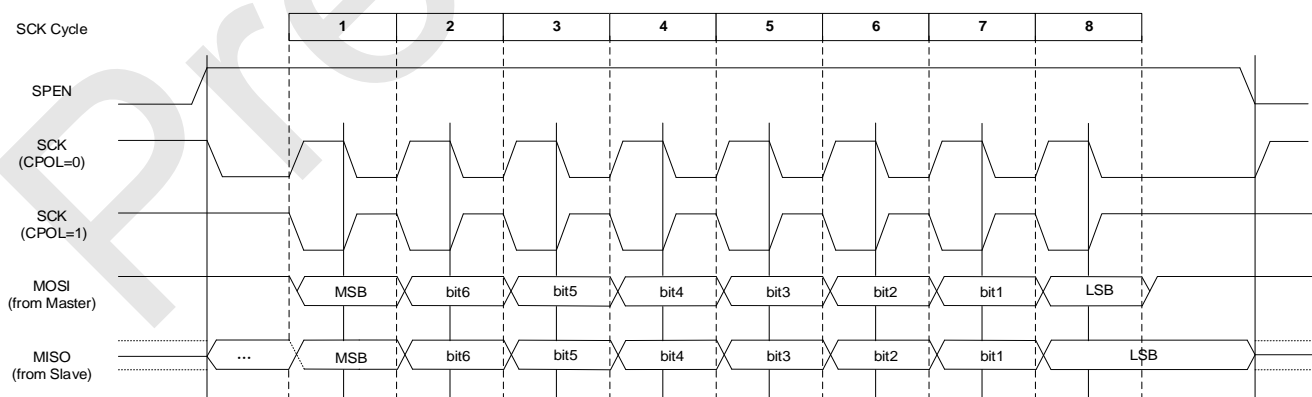 SCK Cycle 1 2 3 4 5 6 7 8
SPEN
SCK
(CPOL=0)
SCK
(CPOL=1)
MOSI
(from Master)
MSB bit6 bit5 bit4 bit3 bit2 bit1 LSB
MISO
(from Slave)
... MSB bit6 bit5 bit4 bit3 bit2 bit1 LSB
Pre